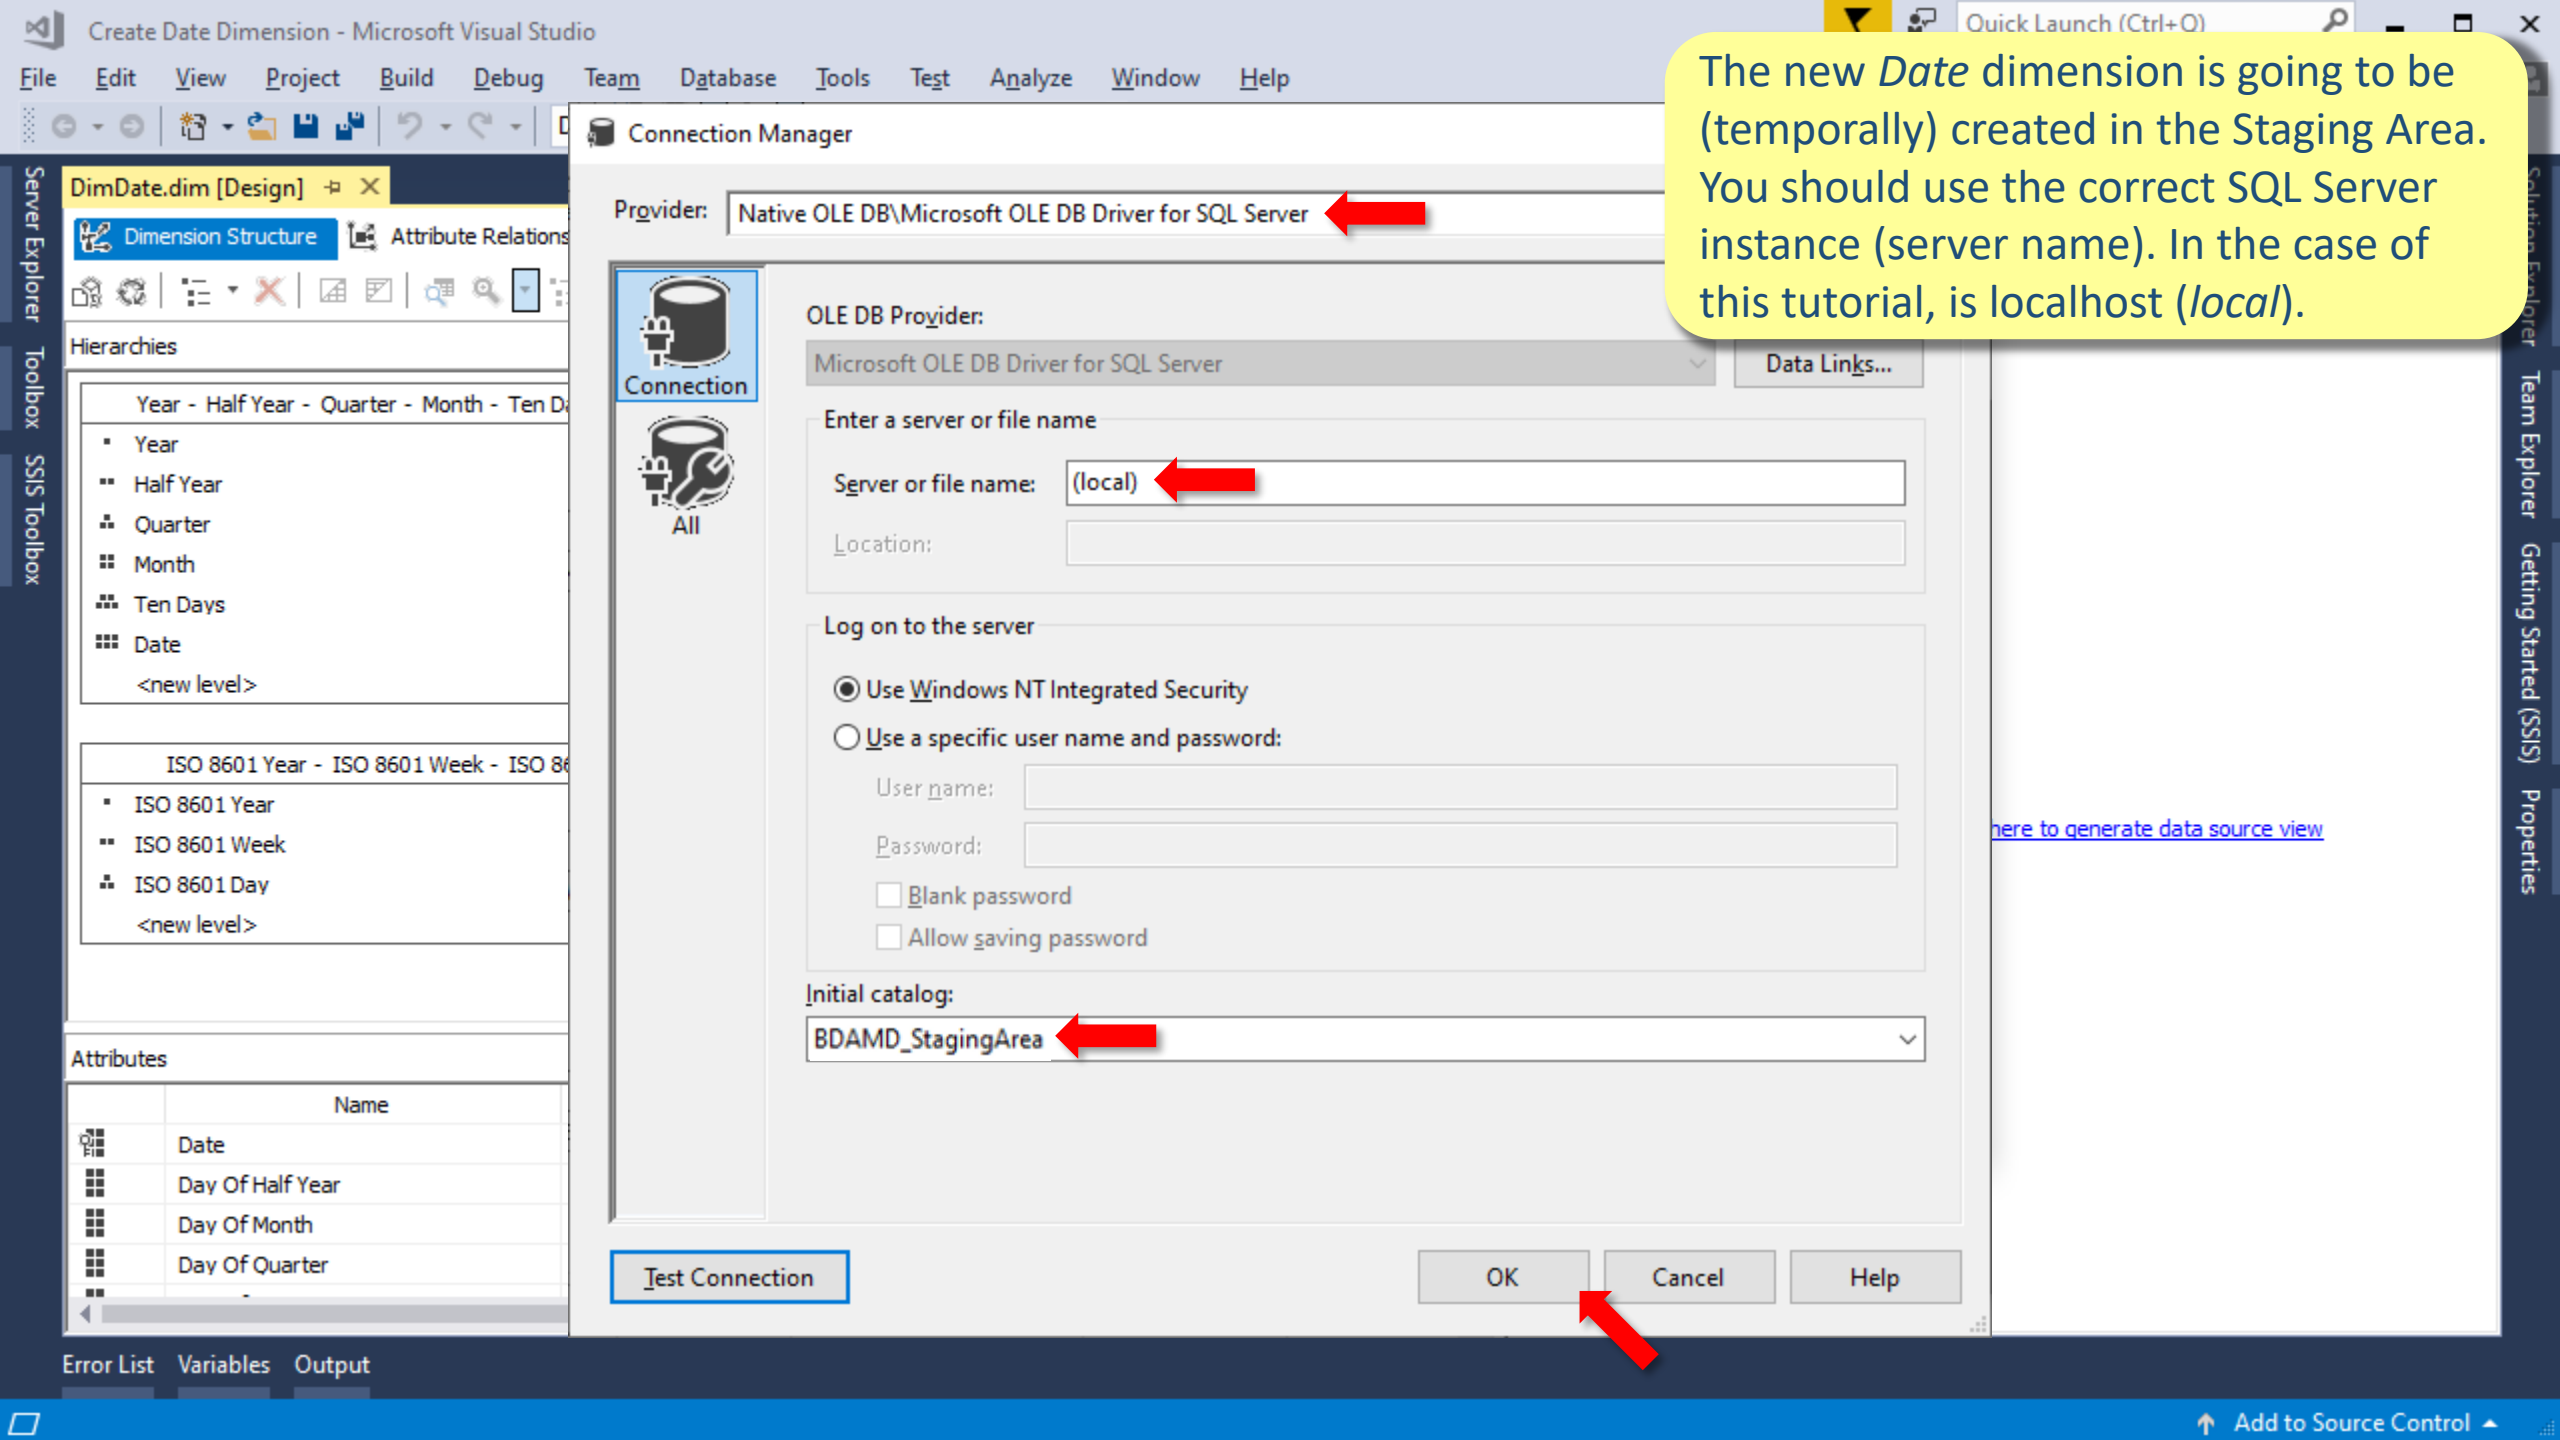 Create Date Dimension - Microsoft Visual Studio
Quick Launch (Ctrl+Q)
File Edit View Project Build Debug Team Database Tools Test Analyze Window Help
The new Date dimension is going to be
(temporally) created in the Staging Area.
You should use the correct SQL Server
instance (server name). In the case of
this tutorial, is localhost (local).
Connection Manager
Server Explorer
Toolbox
SSIS Toolbox
DimDate.dim [Design]
Dimension Structure
Attribute Relations
Hierarchies
Year - Half Year - Quarter - Month - Ten Da
Year
Half Year
Quarter
Month
Ten Days
Date
<new level>
ISO 8601 Year - ISO 8601 Week - ISO 86
ISO 8601 Year
ISO 8601 Week
ISO 8601 Day
<new level>
Attributes
Name
Date
Day Of Half Year
Day Of Month
Day Of Quarter
Provider: Native OLE DB\Microsoft OLE DB Driver for SQL Server
Connection
All
OLE DB Provider:
Microsoft OLE DB Driver for SQL Server
Data Links...
Enter a server or file name
Server or file name: (local)
Location:
Log on to the server
Use Windows NT Integrated Security
Use a specific user name and password:
User name:
Password:
Blank password
Allow saving password
Initial catalog:
BDAMD_StagingArea
Test Connection
OK
Cancel
Help
here to generate data source view
Solution Explorer
Team Explorer
Getting Started (SSIS)
Properties
Error List Variables Output
Add to Source Control